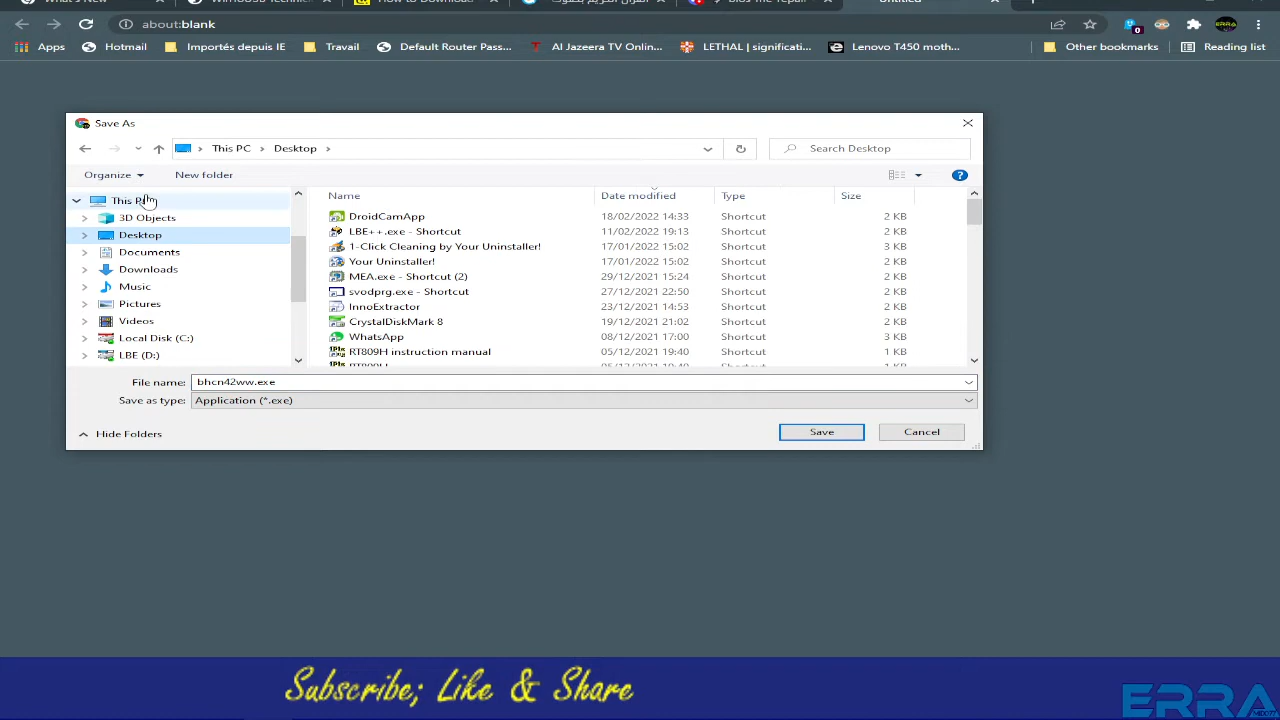 about:blank
0
ERRA
Apps Hotmail Importés depuis IE Travail Default Router Pass... Al Jazeera TV Online... LETHAL | significati... Lenovo T450 moth... Other bookmarks Reading list
Save As
This PC Desktop Search Desktop
Organize New folder
Name Date modified Type Size
This P
3D Objects
Desktop
Documents
Downloads
Music
Pictures
Videos
Local Disk (C:)
LBE (D:)
DroidCamApp 18/02/2022 14:33 Shortcut 2 KB
LBE++.exe - Shortcut 11/02/2022 19:13 Shortcut 2 KB
1-Click Cleaning by Your Uninstaller! 17/01/2022 15:02 Shortcut 3 KB
Your Uninstaller! 17/01/2022 15:02 Shortcut 2 KB
MEA.exe - Shortcut (2) 29/12/2021 15:24 Shortcut 2 KB
svodprg.exe - Shortcut 27/12/2021 22:50 Shortcut 2 KB
InnoExtractor 23/12/2021 14:53 Shortcut 2 KB
CrystalDiskMark 8 19/12/2021 21:02 Shortcut 2 KB
WhatsApp 08/12/2021 17:00 Shortcut 3 KB
RT809H instruction manual 05/12/2021 19:40 Shortcut 1 KB
File name: bhcn42ww.exe
Save as type: Application (*.exe)
Hide Folders Save Cancel
Subscribe; Like & Share
ERRA